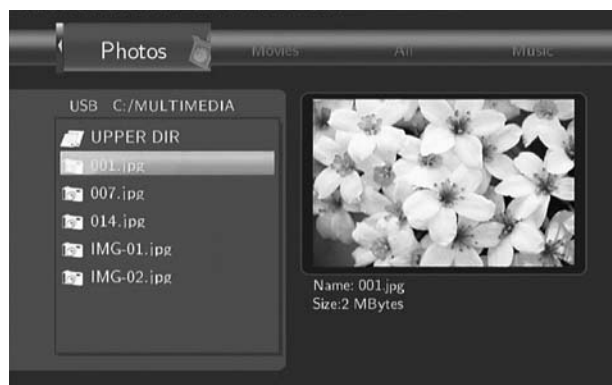 Photos Movies All Music
USB C:/MULTIMEDIA
UPPER DIR
001.jpg
007.jpg
014.jpg
IMG-01.jpg
IMG-02.jpg
Name: 001.jpg
Size:2 MBytes